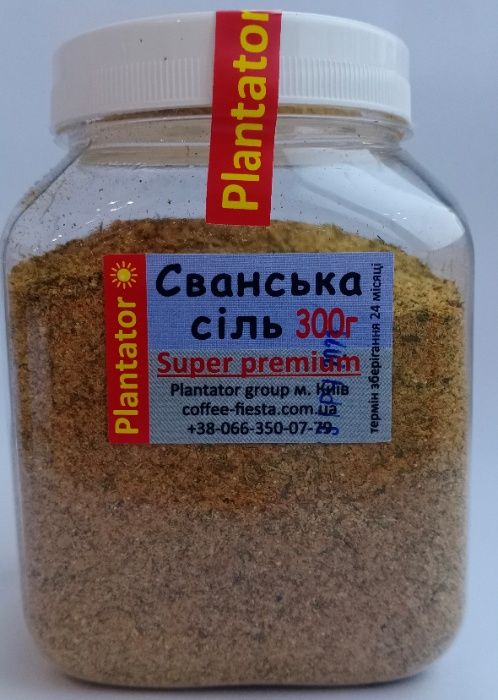 Plantator
Plantator
Сванська
сіль 300г
Super premium
Plantator group м. Київ
coffee-fiesta.com.ua
+38-066-350-07-79
термін зберігання 24 місяці